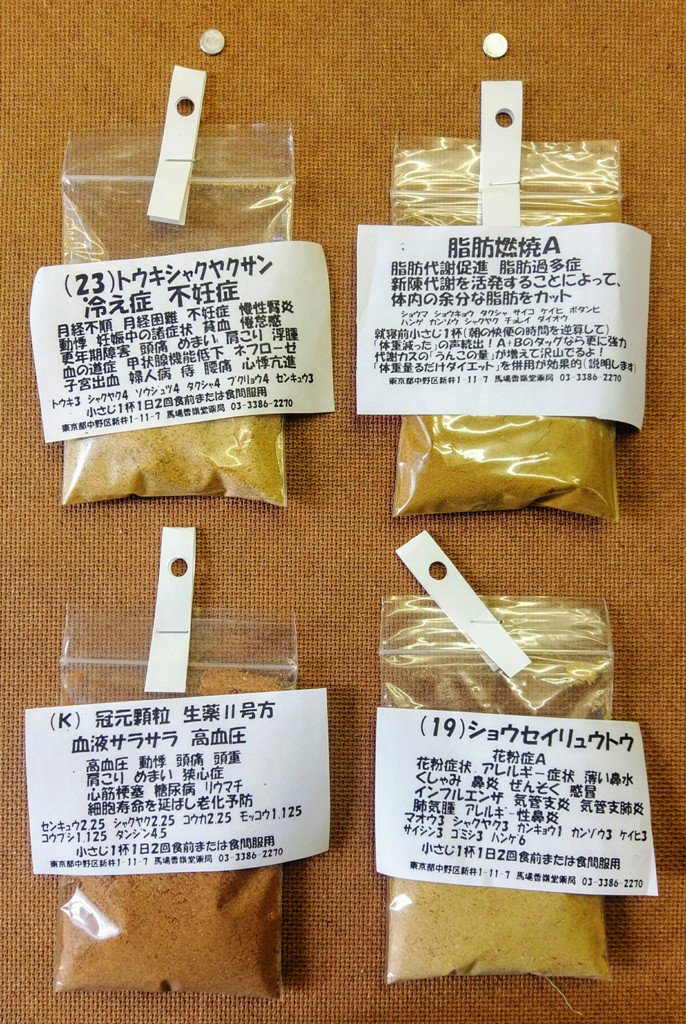 (23)トウキシャクヤクサン
冷え症 不妊症
月経不順 月経困難 不妊症 慢性腎炎
動悸 妊娠中の諸症状 貧血 倦怠感
更年期障害 頭痛 めまい 肩こり 浮腫
血の道症 甲状腺機能低下 ネフローゼ
子宮出血 婦人病 痔 腰痛 心悸亢進
トウキ3 シャクヤク4 ソウジュツ4 タクシャ4 ブクリョウ4 センキュウ3
小さじ1杯1日2回食前または食間服用
東京都中野区新井1-11-7 馬場香嶺堂薬局 03-3386-2270
脂肪燃焼A
脂肪代謝促進 脂肪過多症
新陳代謝を活発することによって、
体内の余分な脂肪をカット
ショウマ ショウキョウ タクシャ サイコ ケイヒ ボタンピ
ハンゲ カンゾウ シャクヤク チョレイ ダイオウ
就寝前小さじ1杯(朝の快便の時間を逆算して)
「体重減った」の声続出!A+Bのタッグなら更に強力
代謝カスの「うんこの量」が増えて沢山でるよ!
「体重量るだけダイエット」を併用が効果的(説明します)
東京都中野区新井1-11-7 馬場香嶺堂薬局 03-3386-2270
(K) 冠元顆粒 生薬11号方
血液サラサラ 高血圧
高血圧 動悸 頭痛 頭重
肩こり めまい 狭心症
心筋梗塞 糖尿病 リウマチ
細胞寿命を延ばし老化予防
センキュウ2.25 シャクヤク2.25 コウカ2.25 モッコウ1.125
コウブシ1.125 タンジン4.5
小さじ1杯1日2回食前または食間服用
東京都中野区新井1-11-7 馬場香嶺堂薬局 03-3386-2270
(19)ショウセイリュウトウ
花粉症A
花粉症状 アレルギー症状 薄い鼻水
くしゃみ 鼻炎 ぜんそく 感冒
インフルエンザ 気管支炎 気管支肺炎
肺気腫 アレルギー性鼻炎
マオウ3 シャクヤク3 カンキョウ1 カンゾウ3 ケイヒ3
サイシン3 ゴミシ3 ハンゲ6
小さじ1杯1日2回食前または食間服用
東京都中野区新井1-11-7 馬場香嶺堂薬局 03-3386-2270